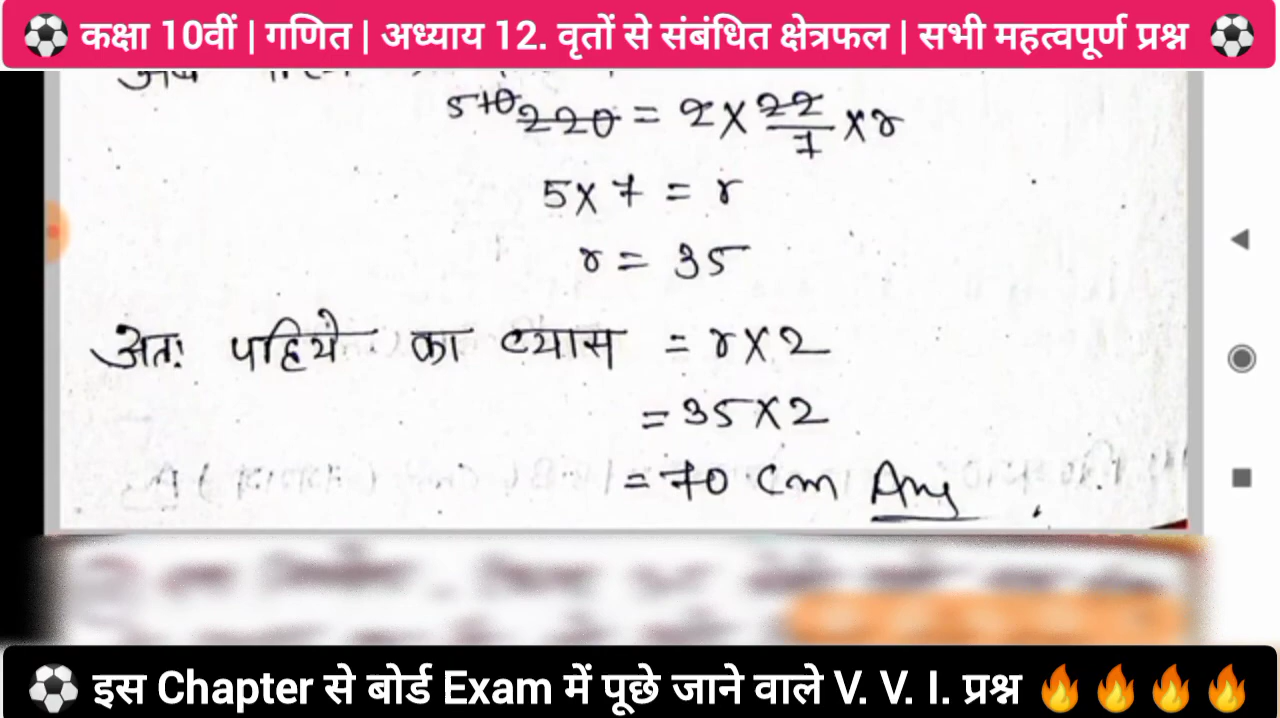 कक्षा 10वीं | गणित | अध्याय 12. वृतों से संबंधित क्षेत्रफल | सभी महत्वपूर्ण प्रश्न
5 10 220 = 2 × 22/7 × r
5 × 7 = r
r = 35
अतः पहिये का व्यास = r × 2
= 35 × 2
= 70 cm Ans
इस Chapter से बोर्ड Exam में पूछे जाने वाले V. V. I. प्रश्न